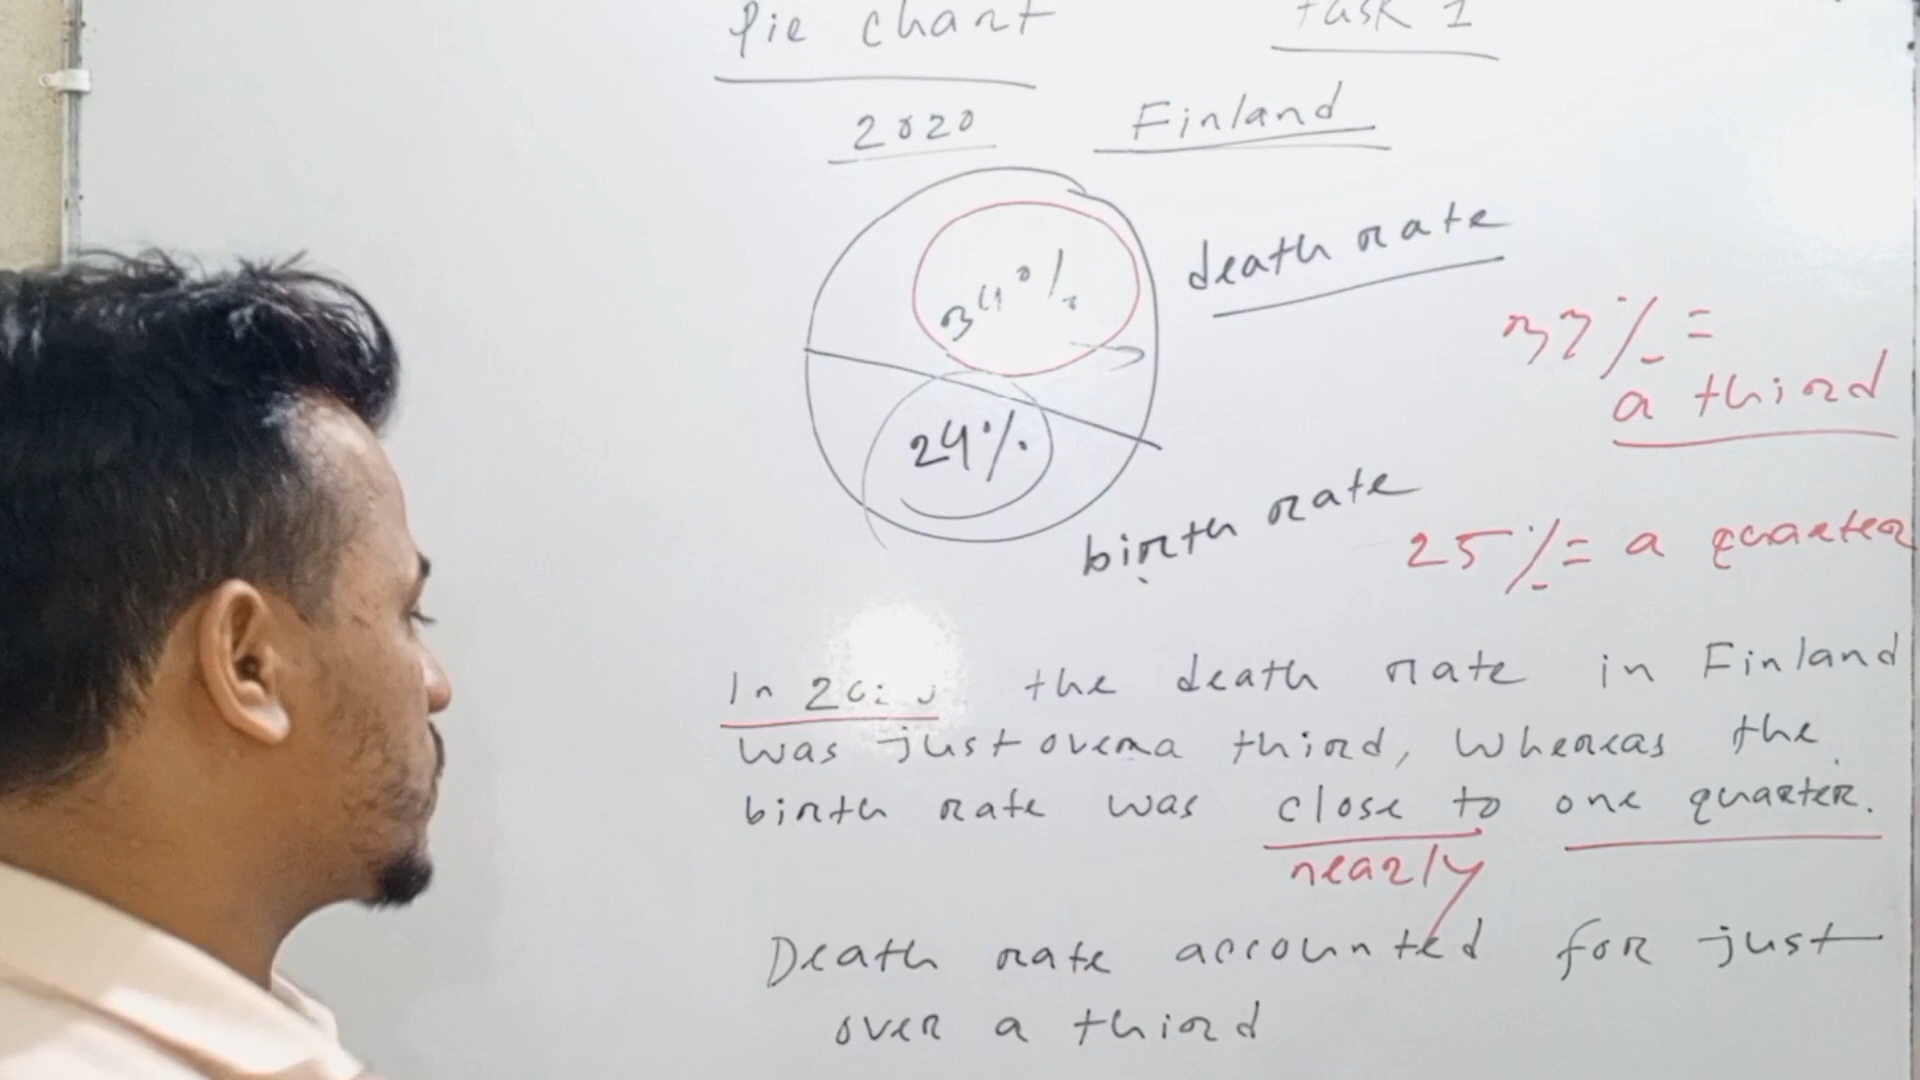 Pie chart
Task 1
2020
Finland
34%
death rate
33% =
a third
24%
birth rate
25% = a quarter
In the death rate in Finland
was just over a third, whereas the
birth rate was close to one quarter.
nearly
Death rate accounted for just
over a third